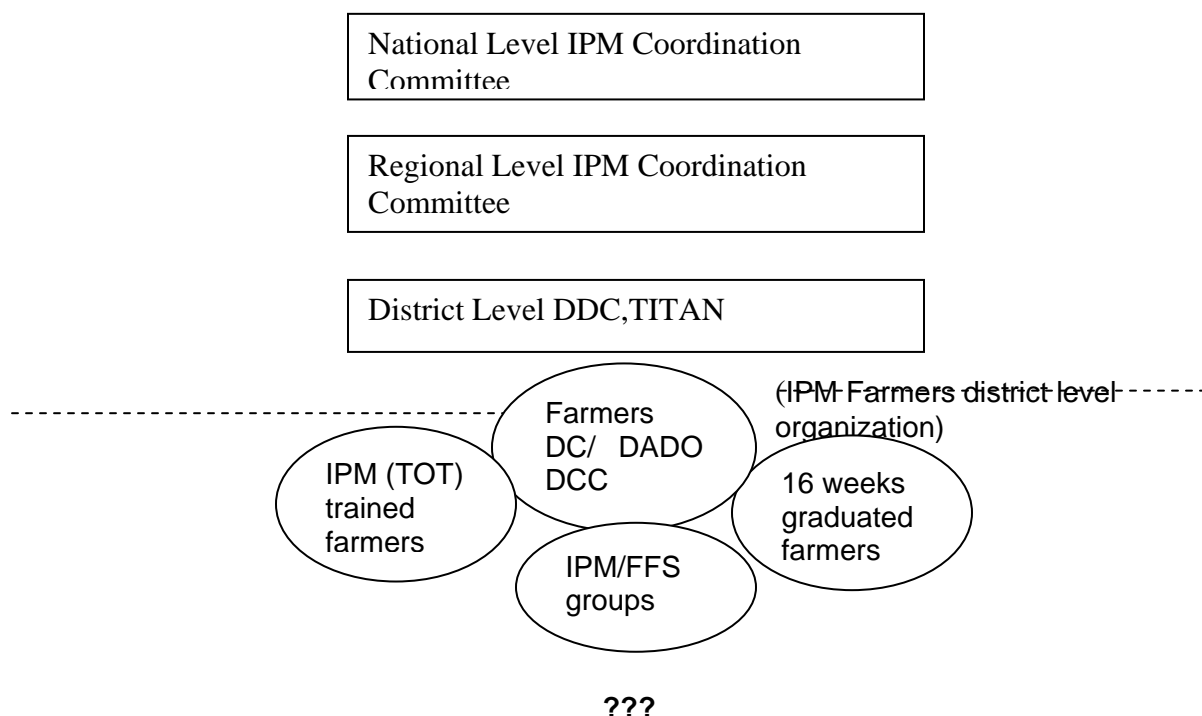 National Level IPM Coordination
Committee
Regional Level IPM Coordination
Committee
District Level DDC,TITAN
(IPM Farmers district level
organization)
Farmers
DC/ DADO
DCC
IPM (TOT)
trained
farmers
16 weeks
graduated
farmers
IPM/FFS
groups
???